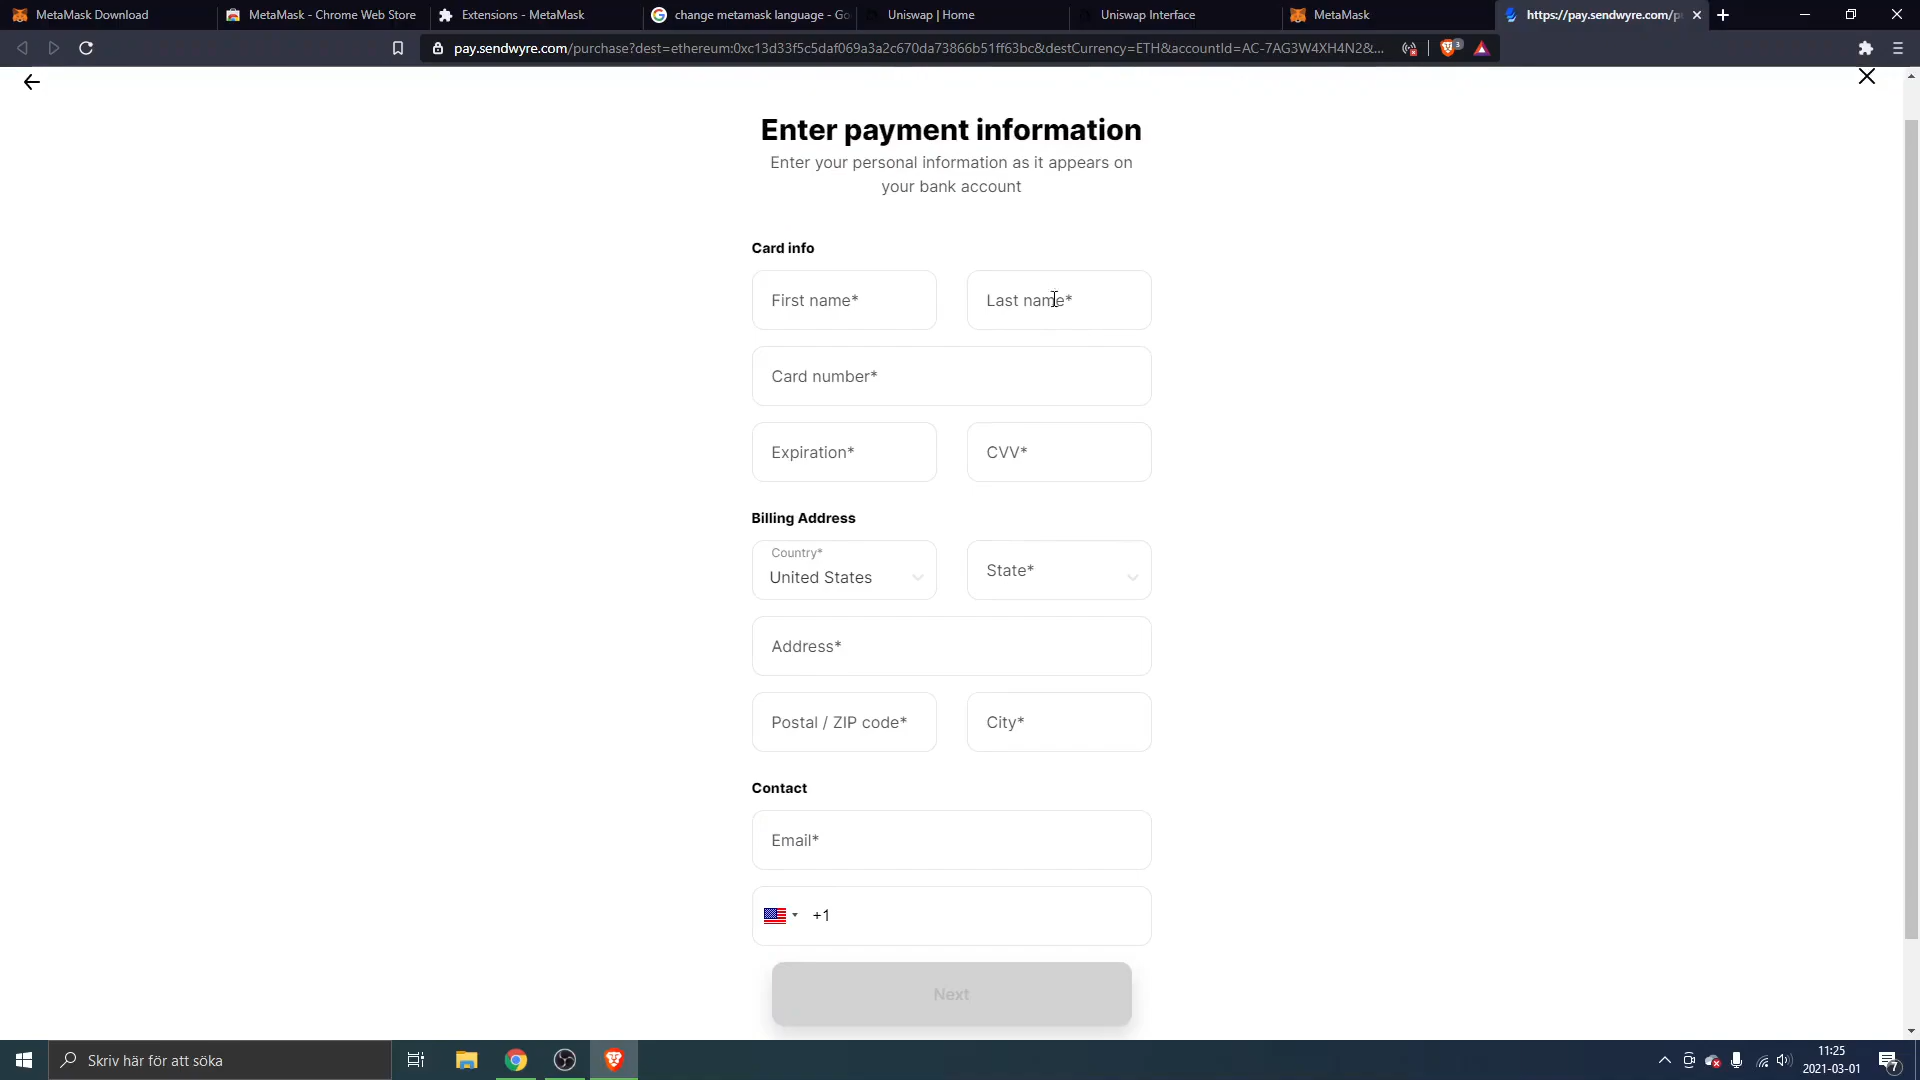 MetaMask Download
MetaMask - Chrome Web Store
Extensions - MetaMask
change metamask language - Go
Uniswap | Home
Uniswap Interface
MetaMask
https://pay.sendwyre.com/p
pay.sendwyre.com/purchase?dest=ethereum:0xc13d33f5c5daf069a3a2c670da73866b51ff63bc&destCurrency=ETH&accountId=AC-7AG3W4XH4N2&...
3
Enter payment information
Enter your personal information as it appears on
your bank account
Card info
First name*
Last name*
Card number*
Expiration*
CVV*
Billing Address
Country*
United States
State*
Address*
Postal / ZIP code*
City*
Contact
Email*
+1
Next
Skriv här för att söka
11:25
2021-03-01
7